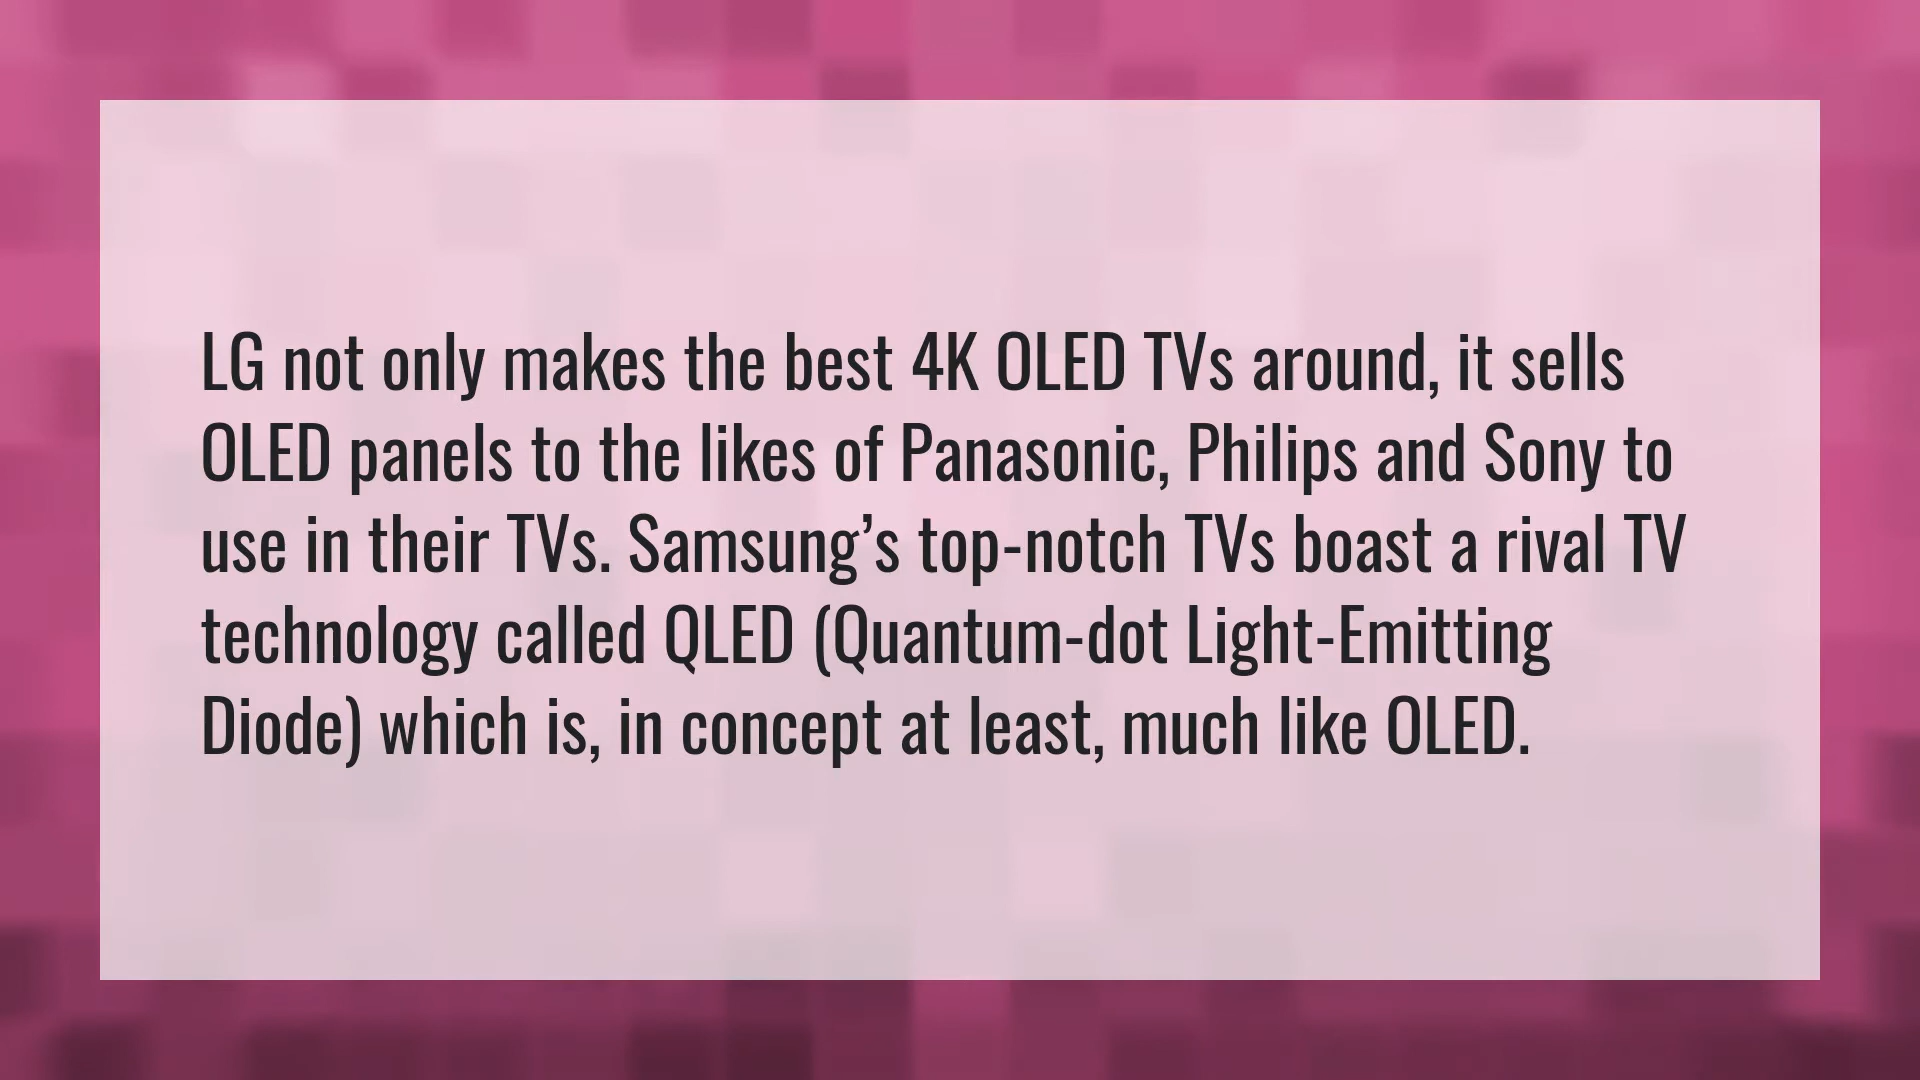 LG not only makes the best 4K OLED TVs around, it sells
OLED panels to the likes of Panasonic, Philips and Sony to
use in their TVs. Samsung’s top-notch TVs boast a rival TV
technology called QLED (Quantum-dot Light-Emitting
Diode) which is, in concept at least, much like OLED.